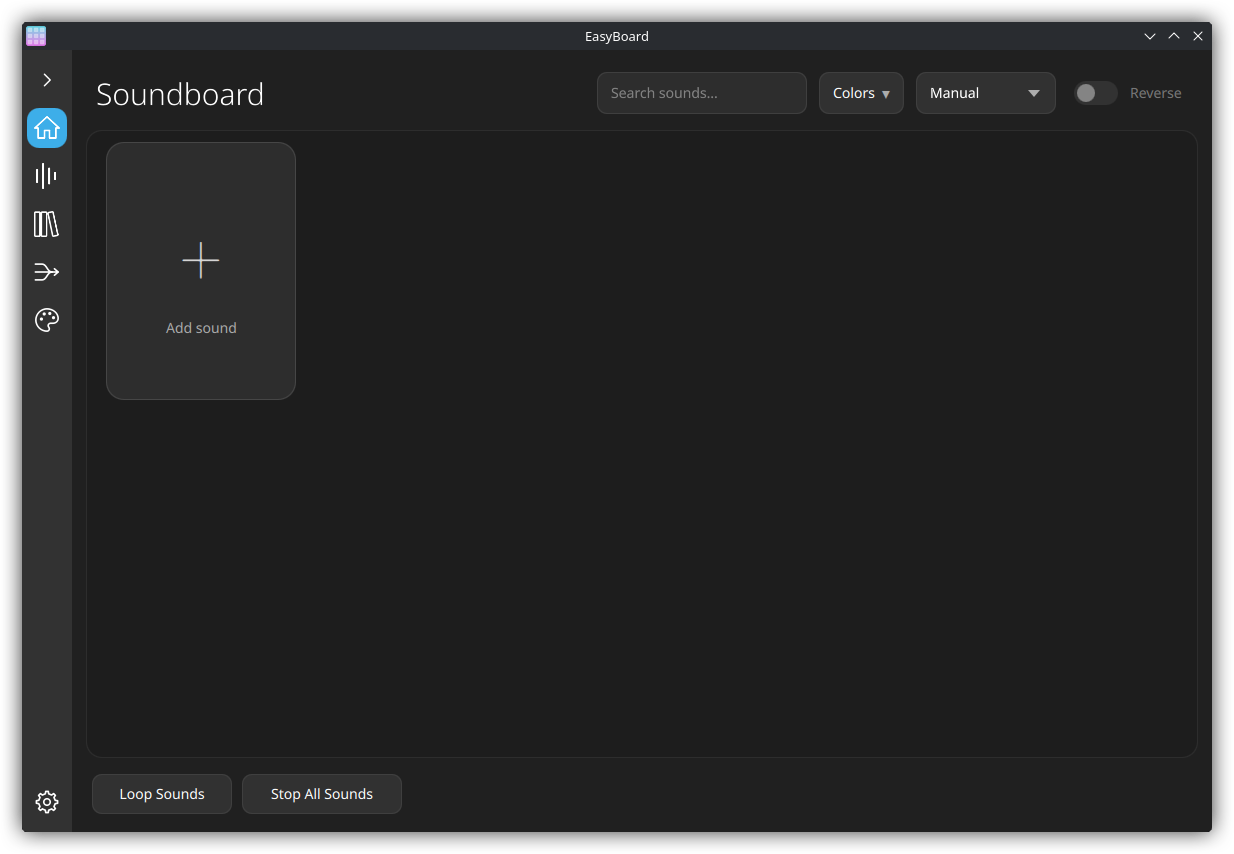 EasyBoard
Soundboard
Search sounds...
Colors ▾
Manual
Reverse
Add sound
Loop Sounds
Stop All Sounds